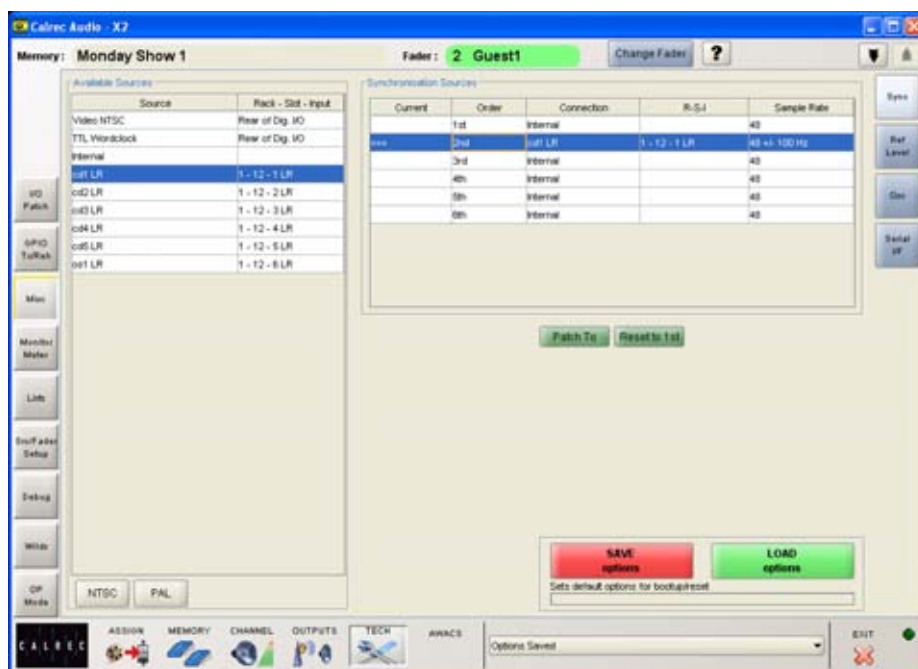 Calrec Audio - X2
Memory: Monday Show 1 Fader: 2 Guest1 Change Fader ?
Available Sources
Source Rack - Slot - Input
Video NTSC Rear of Dig. I/O
TTL Wordclock Rear of Dig. I/O
Internal
cd1 LR 1 - 12 - 1 LR
cd2 LR 1 - 12 - 2 LR
cd3 LR 1 - 12 - 3 LR
cd4 LR 1 - 12 - 4 LR
cd5 LR 1 - 12 - 5 LR
1 - 12 - 6 LR
Synchronisation Sources
Current Order Connection R-S-I Sample Rate
1st Internal 48
==> 2nd cd1 LR 1 - 12 - 1 LR 48 +/- 100 Hz
3rd Internal 48
4th Internal 48
5th Internal 48
6th Internal 48
Patch To Reset to 1st
I/O Patch
GPIO
Misc
Monitor Meter
Lists
Setup
Debug
Wilds
OP Mode
Sync
Ref Level
Serial I/F
NTSC PAL
SAVE options LOAD options
Sets default options for bootup/reset
CALREC ASSIGN MEMORY CHANNEL OUTPUTS TECH AWACS Options Saved EXIT